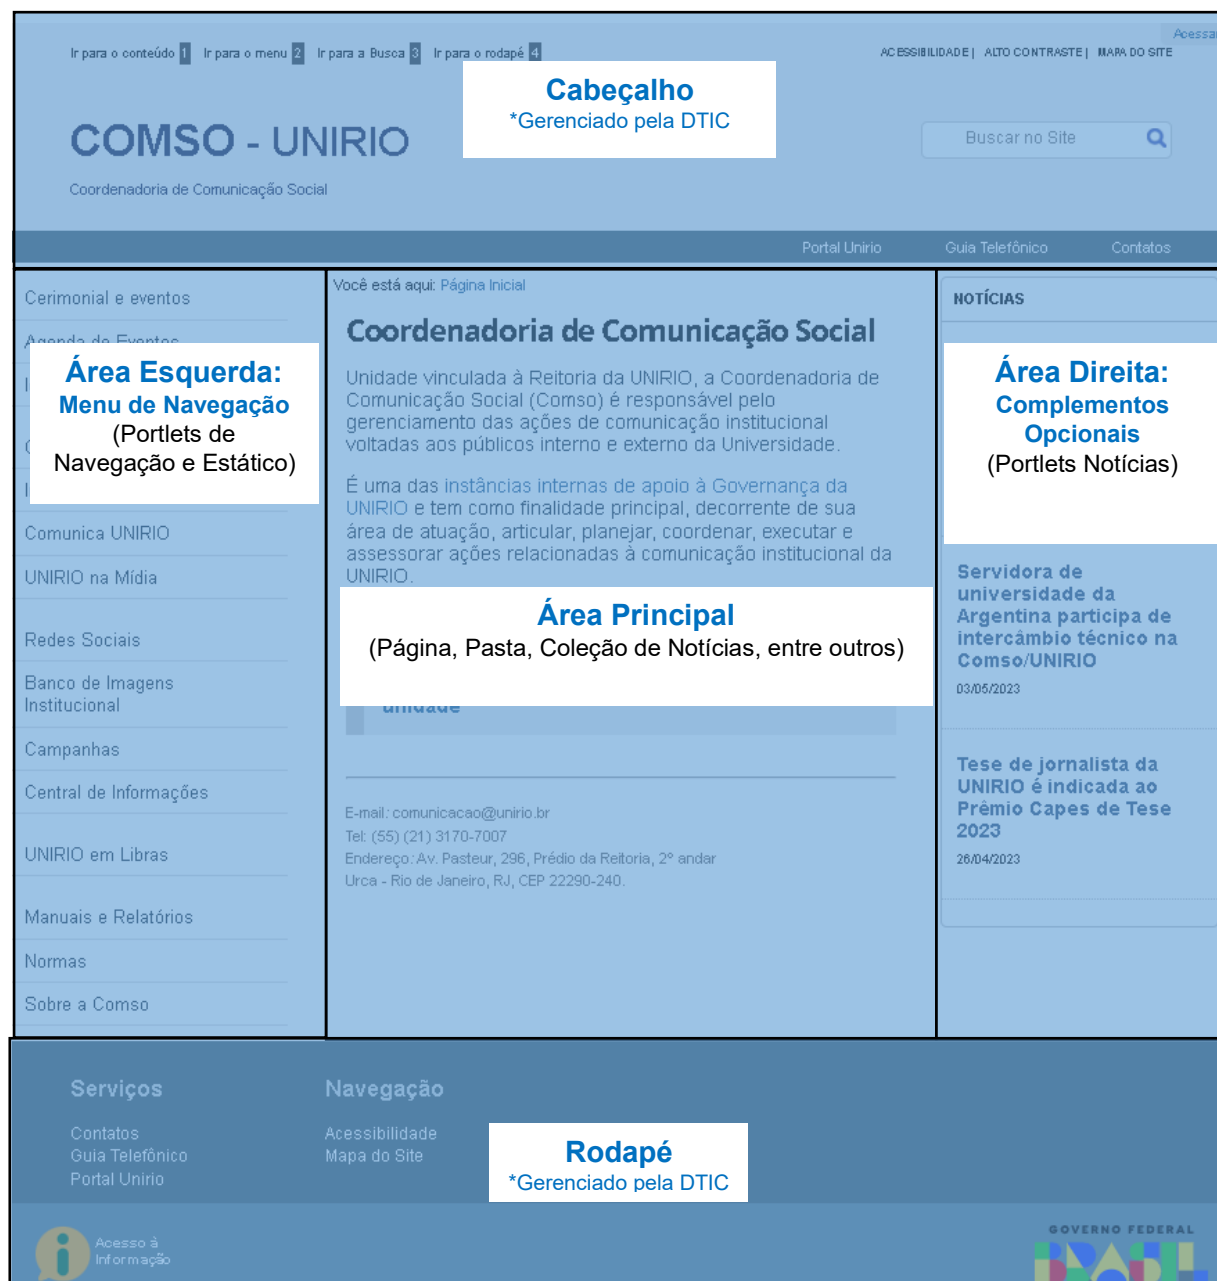 Acessar
Ir para o conteúdo 1 Ir para o menu 2 Ir para a Busca 3 Ir para o rodapé 4
ACESSIBILIDADE | ALTO CONTRASTE | MAPA DO SITE
Cabeçalho
*Gerenciado pela DTIC
COMSO - UNIRIO
Buscar no Site
Coordenadoria de Comunicação Social
Portal Unirio Guia Telefônico Contatos
Cerimonial e eventos
Agenda de Eventos
Área Esquerda:
Menu de Navegação
(Portlets de
Navegação e Estático)
Comunica UNIRIO
UNIRIO na Mídia
Redes Sociais
Banco de Imagens
Institucional
Campanhas
Central de Informações
UNIRIO em Libras
Manuais e Relatórios
Normas
Sobre a Comso
Você está aqui: Página Inicial
Coordenadoria de Comunicação Social
Unidade vinculada à Reitoria da UNIRIO, a Coordenadoria de
Comunicação Social (Comso) é responsável pelo
gerenciamento das ações de comunicação institucional
voltadas aos públicos interno e externo da Universidade.
É uma das instâncias internas de apoio à Governança da
UNIRIO e tem como finalidade principal, decorrente de sua
área de atuação, articular, planejar, coordenar, executar e
assessorar ações relacionadas à comunicação institucional da
UNIRIO.
Área Principal
(Página, Pasta, Coleção de Notícias, entre outros)
unidade
E-mail: comunicacao@unirio.br
Tel: (55) (21) 3170-7007
Endereço: Av. Pasteur, 296, Prédio da Reitoria, 2º andar
Urca - Rio de Janeiro, RJ, CEP 22290-240.
NOTÍCIAS
Área Direita:
Complementos
Opcionais
(Portlets Notícias)
Servidora de
universidade da
Argentina participa de
intercâmbio técnico na
Comso/UNIRIO
03/05/2023
Tese de jornalista da
UNIRIO é indicada ao
Prêmio Capes de Tese
2023
26/04/2023
Serviços
Contatos
Guia Telefônico
Portal Unirio
Navegação
Acessibilidade
Mapa do Site
Rodapé
*Gerenciado pela DTIC
Acesso à
Informação
GOVERNO FEDERAL
BRASIL